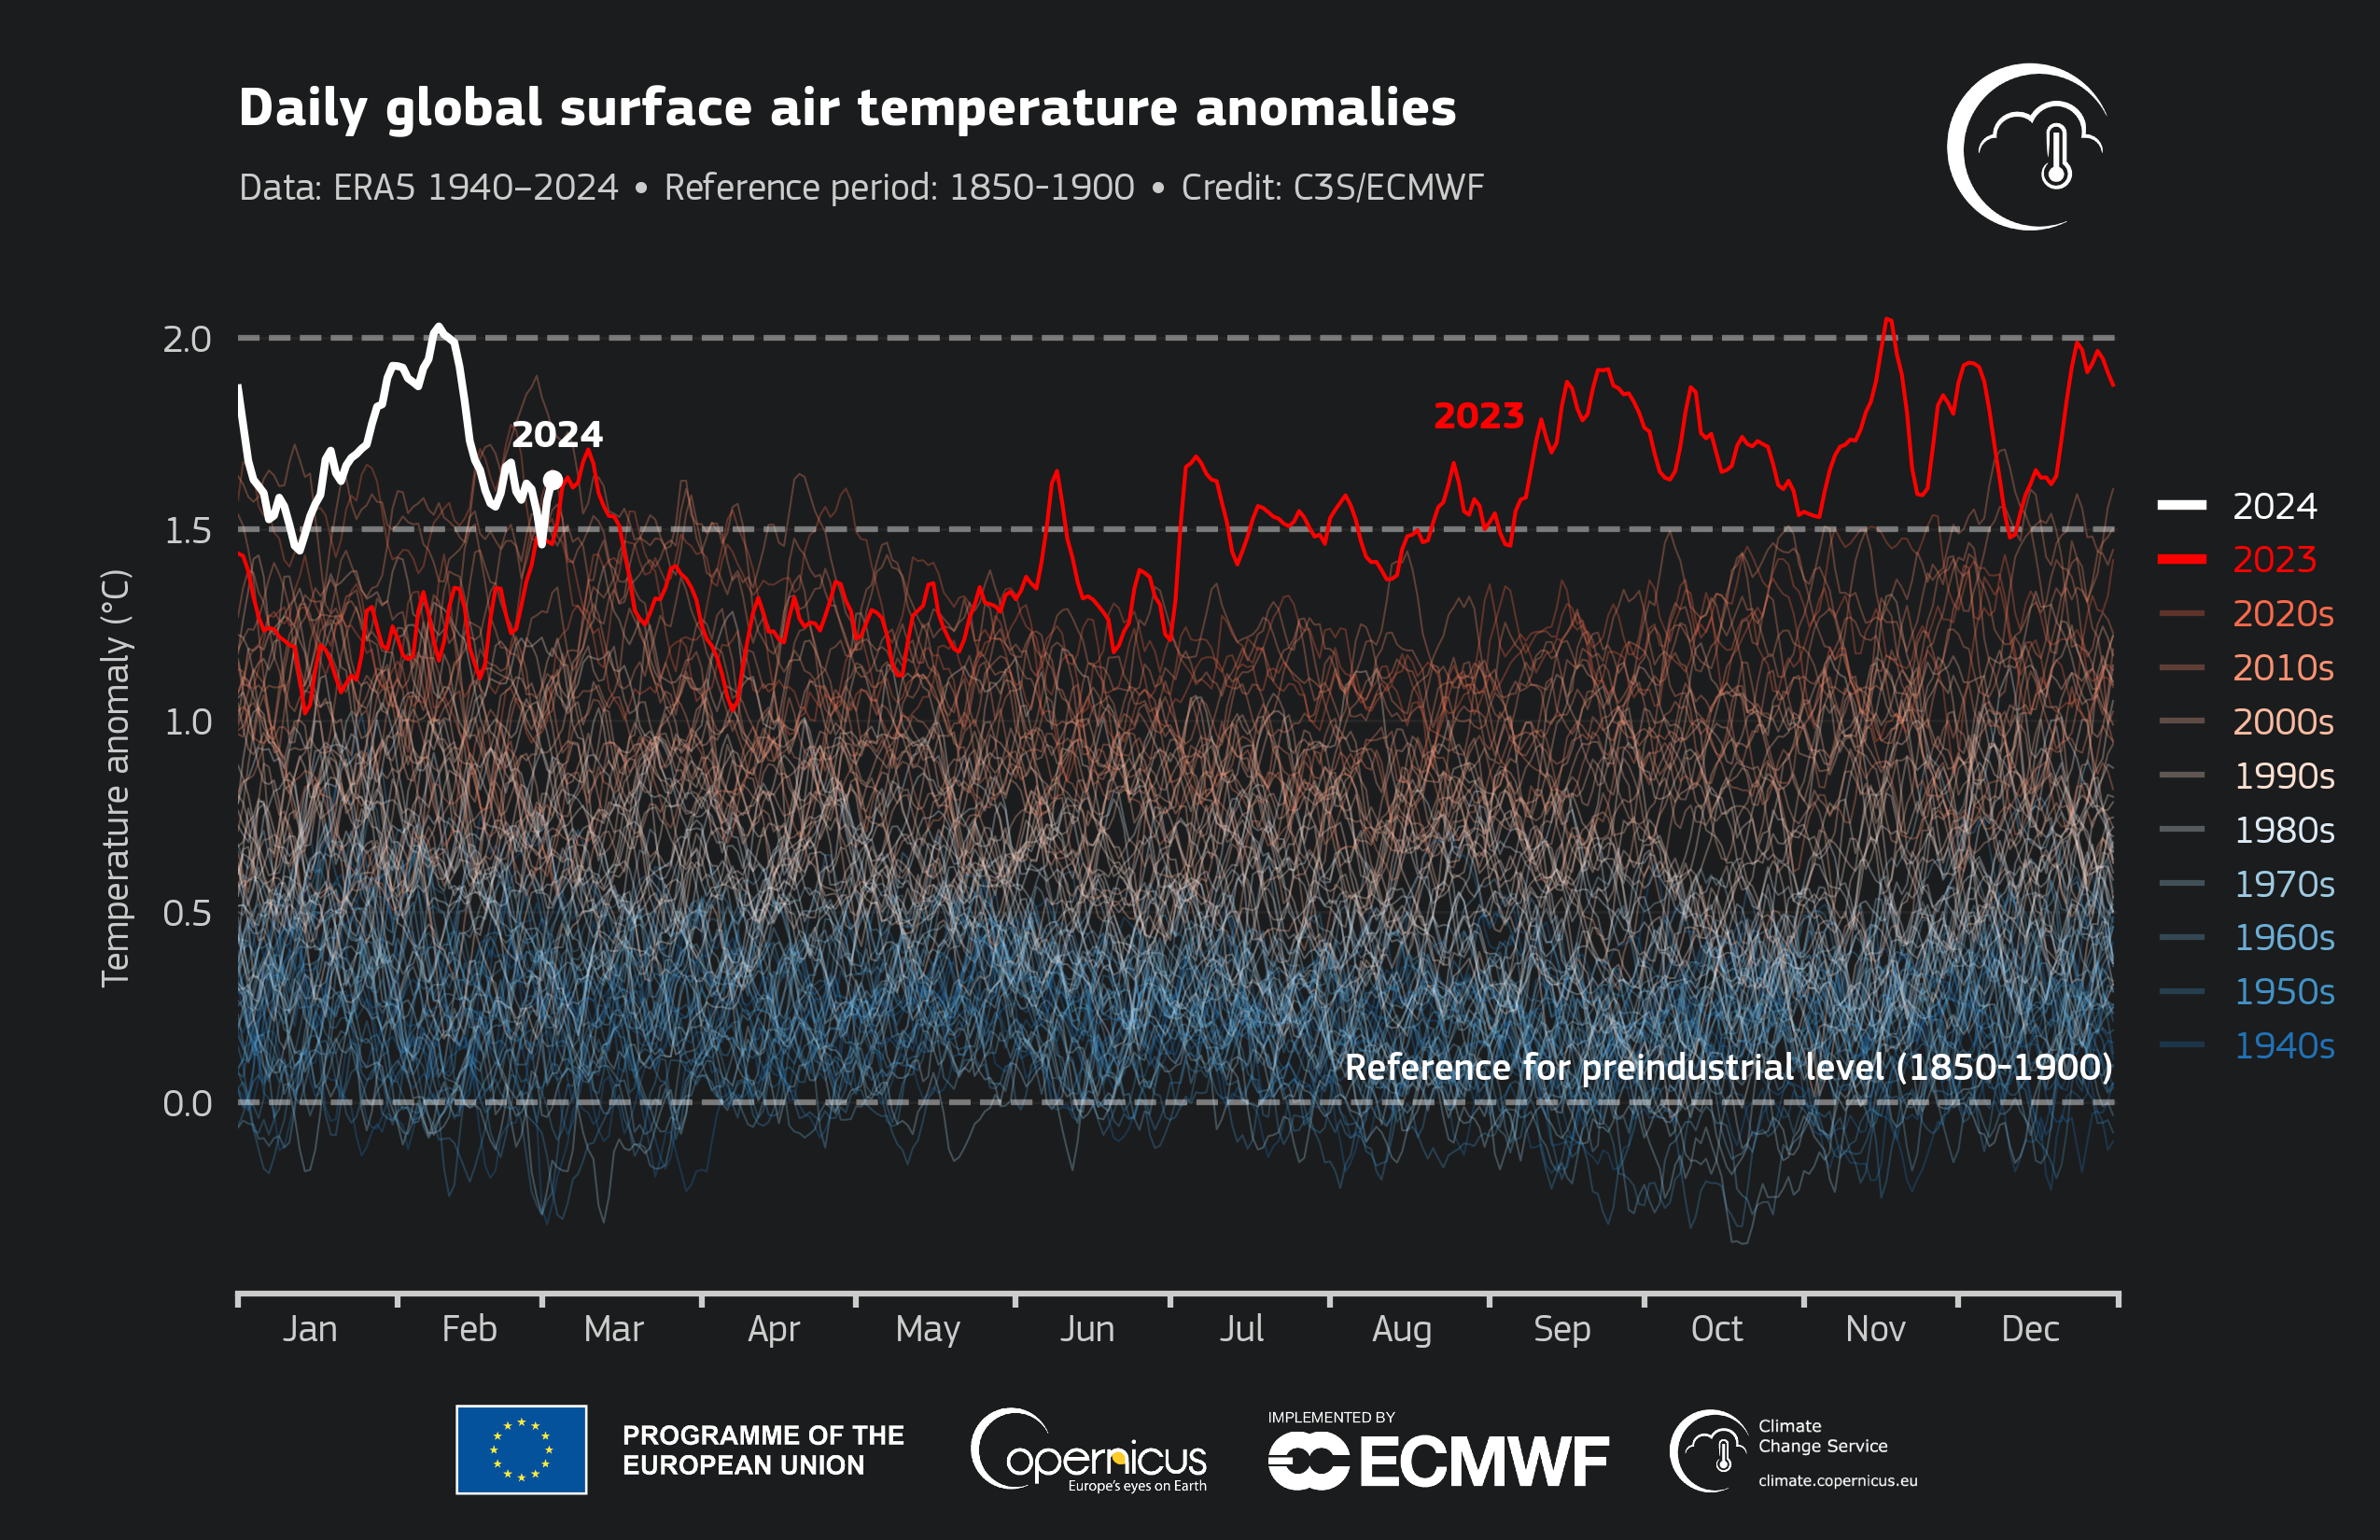 Daily global surface air temperature anomalies
Data: ERA5 1940–2024 • Reference period: 1850-1900 • Credit: C3S/ECMWF
Temperature anomaly (°C)
2.0
1.5
1.0
0.5
0.0
2024
2023
Reference for preindustrial level (1850-1900)
2024
2023
2020s
2010s
2000s
1990s
1980s
1970s
1960s
1950s
1940s
Jan Feb Mar Apr May Jun Jul Aug Sep Oct Nov Dec
PROGRAMME OF THE
EUROPEAN UNION
Copernicus
Europe's eyes on Earth
IMPLEMENTED BY
ECMWF
Climate
Change Service
climate.copernicus.eu